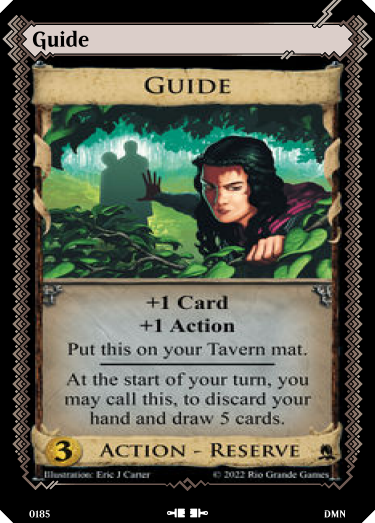 Guide
GUIDE
+1 Card
+1 Action
Put this on your Tavern mat.
At the start of your turn, you
may call this, to discard your
hand and draw 5 cards.
3 ACTION - RESERVE
Illustration: Eric J Carter © 2022 Rio Grande Games
0185 DMN